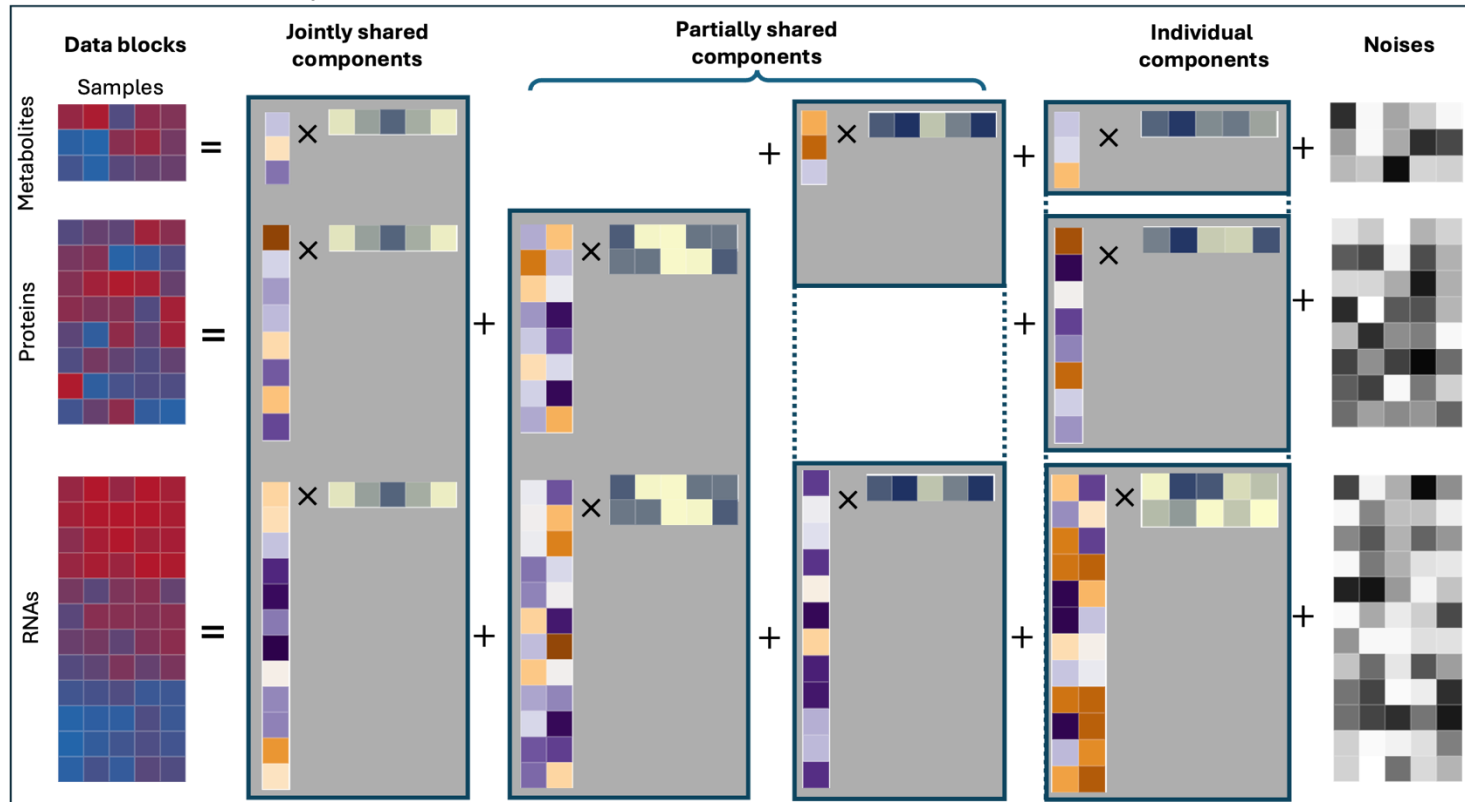 Data blocks
Jointly shared
components
Partially shared
components
Individual
components
Noises
Samples
Metabolites
=
×
+
×
+
×
+
Proteins
=
×
+
×
+
×
+
RNAs
=
×
+
×
+
×
+
×
+